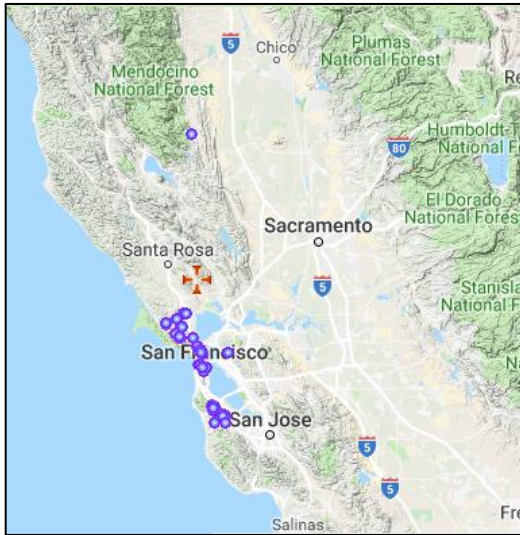 Chico
Plumas
National Forest
5
Mendocino
National Forest
Re
Humboldt-T
National F
80
El Dorado
National Fores
Sacramento
Santa Rosa
5
Stanisla
National F
San Francisco
Na
San Jose
5
5
Fre
Salinas